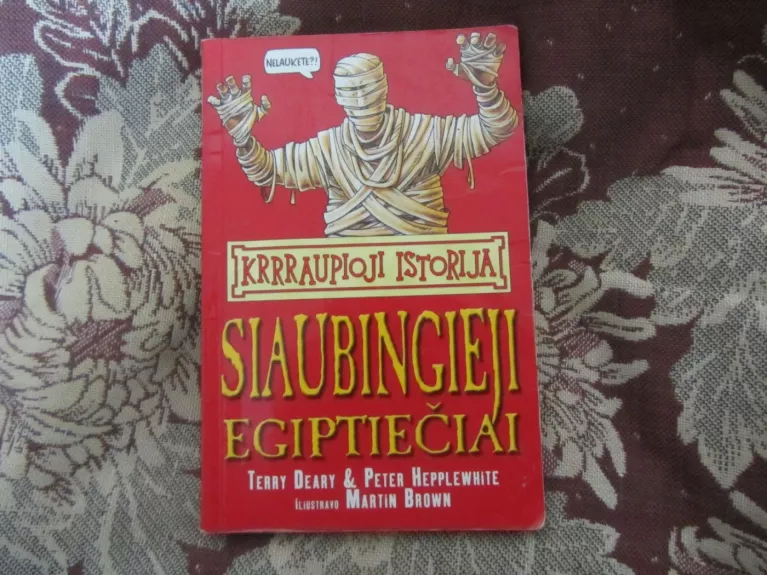 NELAUKĖTE?!
KRRRAUPIOJI ISTORIJA
SIAUBINGIEJI
EGIPTIEČIAI
TERRY DEARY & PETER HEPPLEWHITE
ILIUSTRAVO MARTIN BROWN